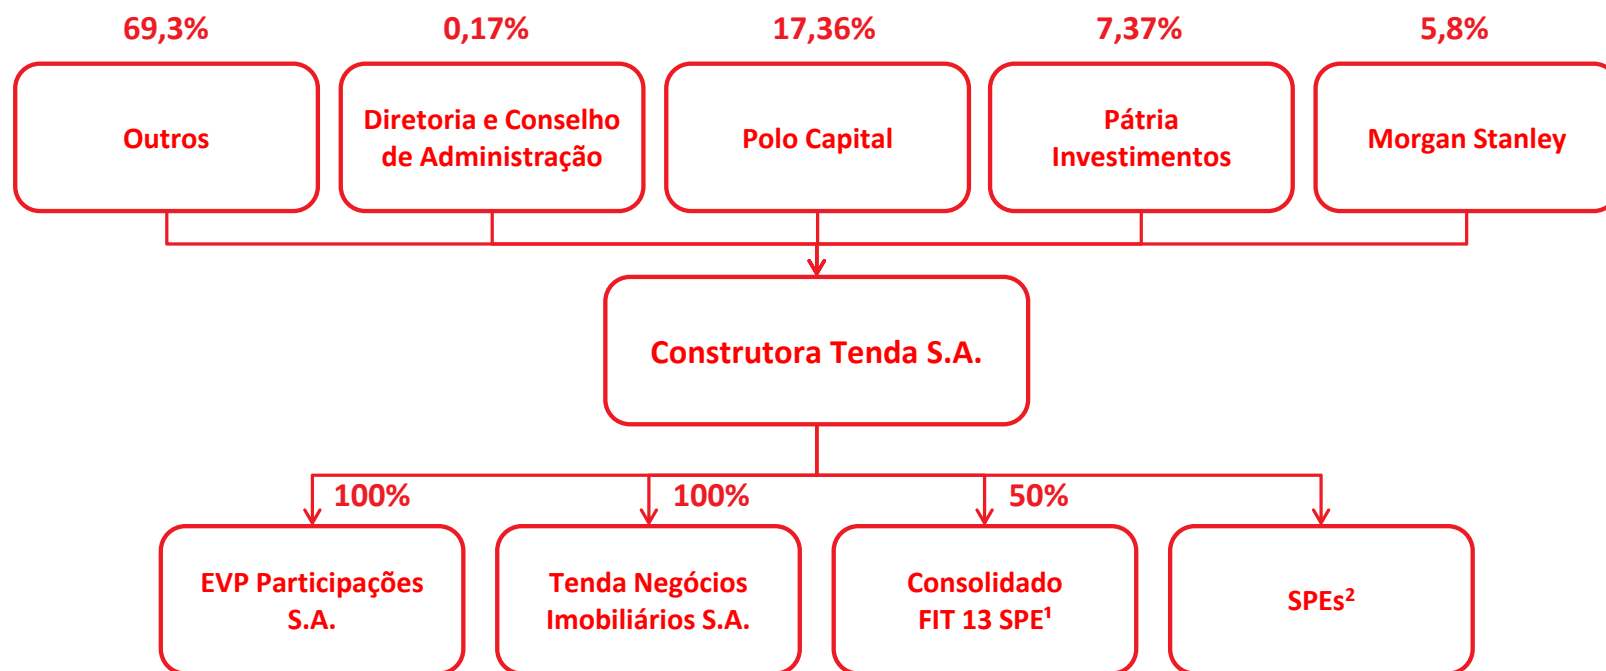 69,3%
0,17%
17,36%
7,37%
5,8%
Outros
Diretoria e Conselho
de Administração
Polo Capital
Pátria
Investimentos
Morgan Stanley
Construtora Tenda S.A.
100%
100%
50%
EVP Participações
S.A.
Tenda Negócios
Imobiliários S.A.
Consolidado
FIT 13 SPE¹
SPEs²